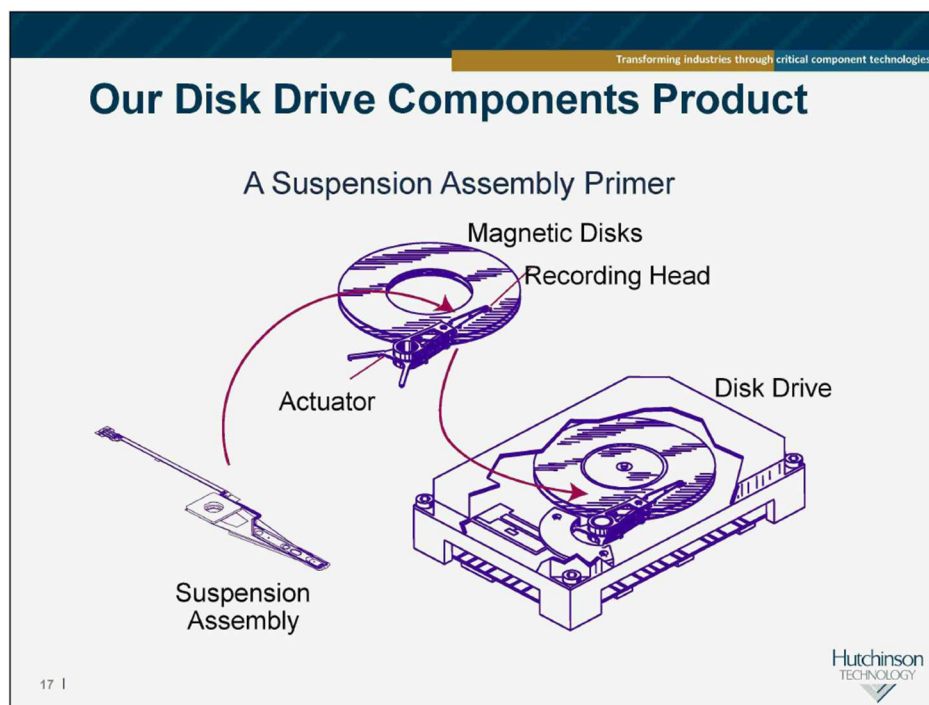 Transforming industries through critical component technologies
Our Disk Drive Components Product
A Suspension Assembly Primer
Magnetic Disks
Recording Head
Actuator
Disk Drive
Suspension
Assembly
17 |
Hutchinson
TECHNOLOGY